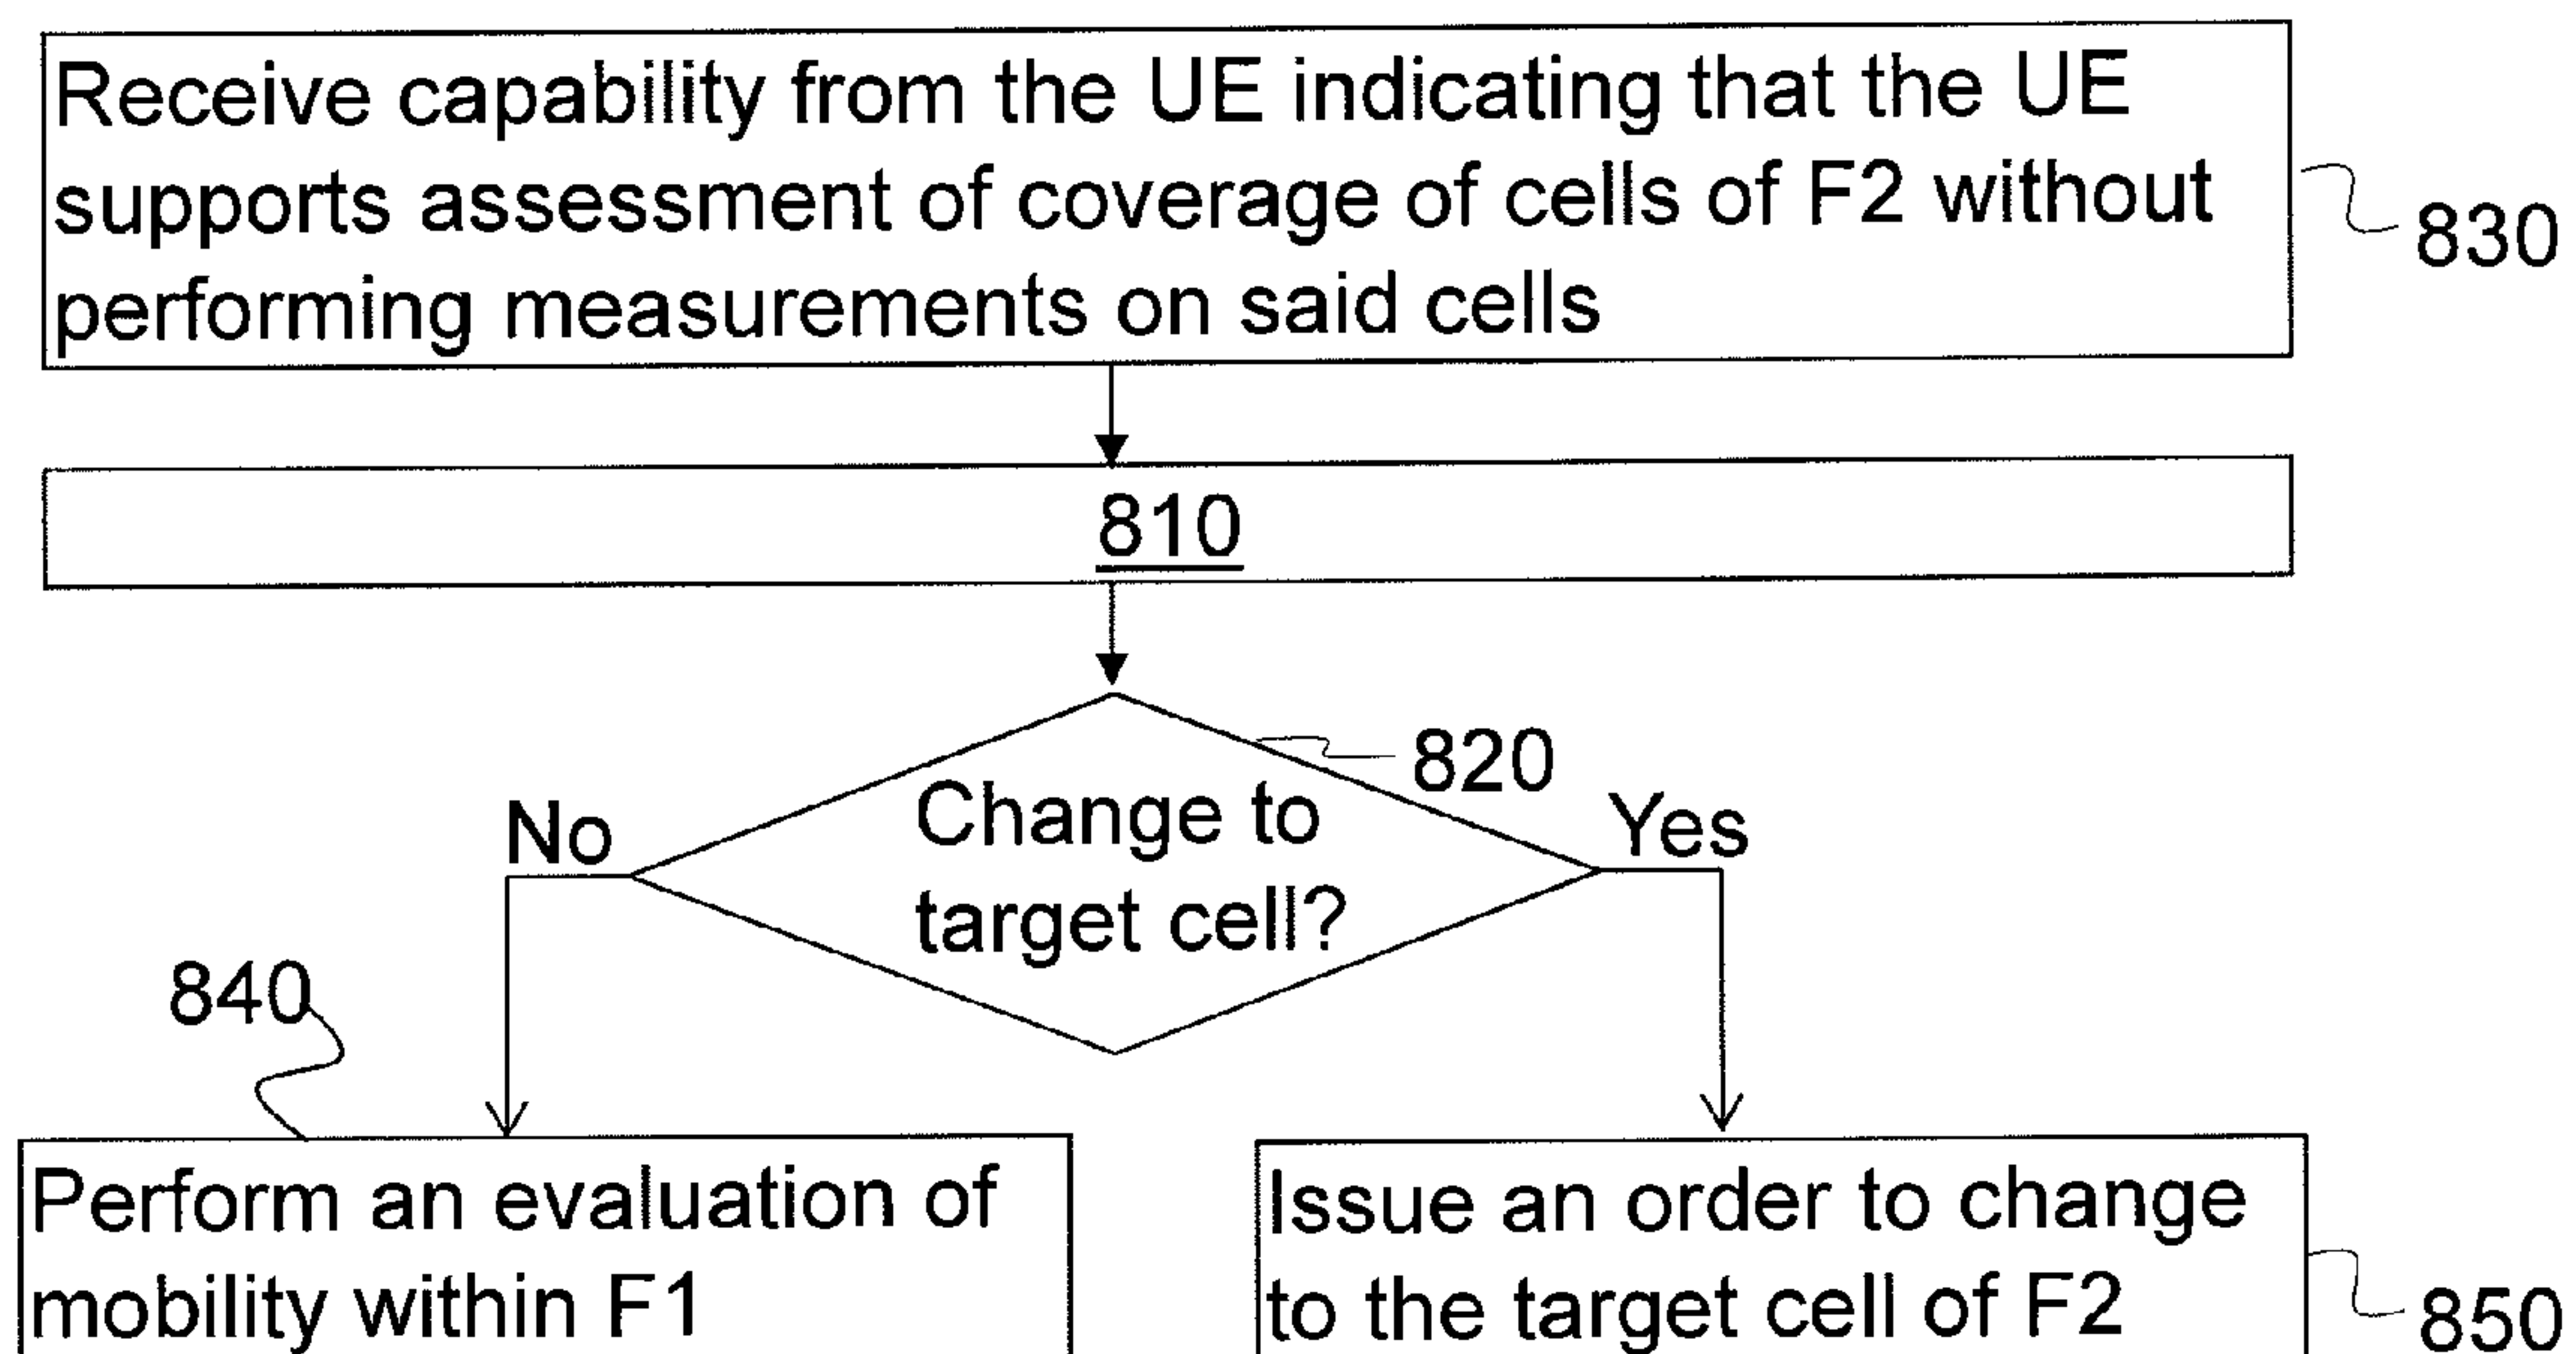 Receive capability from the UE indicating that the UE
supports assessment of coverage of cells of F2 without
performing measurements on said cells
830
810
820
Change to
target cell?
No
Yes
840
Perform an evaluation of
mobility within F1
Issue an order to change
to the target cell of F2
850